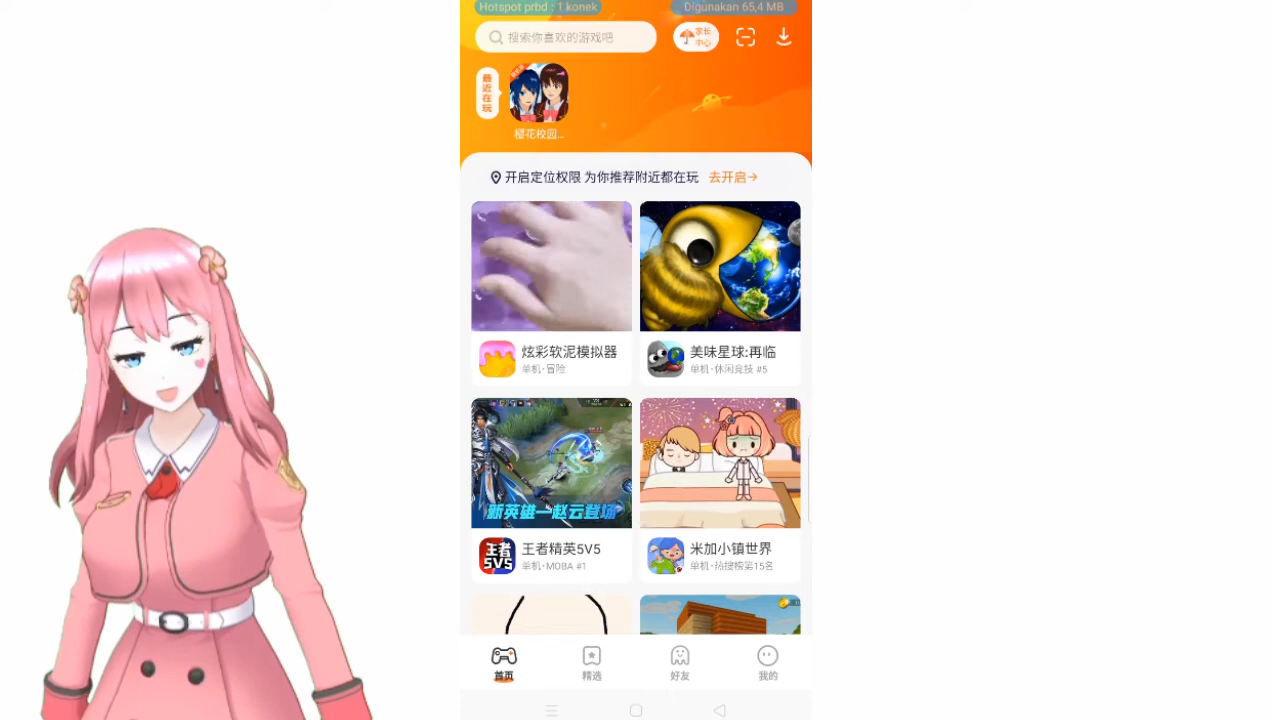 Hotspot prbd : 1 konek
Digunakan 65,4 MB
搜索你喜欢的游戏吧
家长
中心
最近在玩
樱花校园...
开启定位权限 为你推荐附近都在玩 去开启→
炫彩软泥模拟器
单机·冒险
美味星球:再临
单机·休闲竞技 #5
新英雄—赵云登场
王者
5V5
王者精英5V5
单机·MOBA #1
米加小镇世界
单机·热搜榜第15名
首页
精选
好友
我的